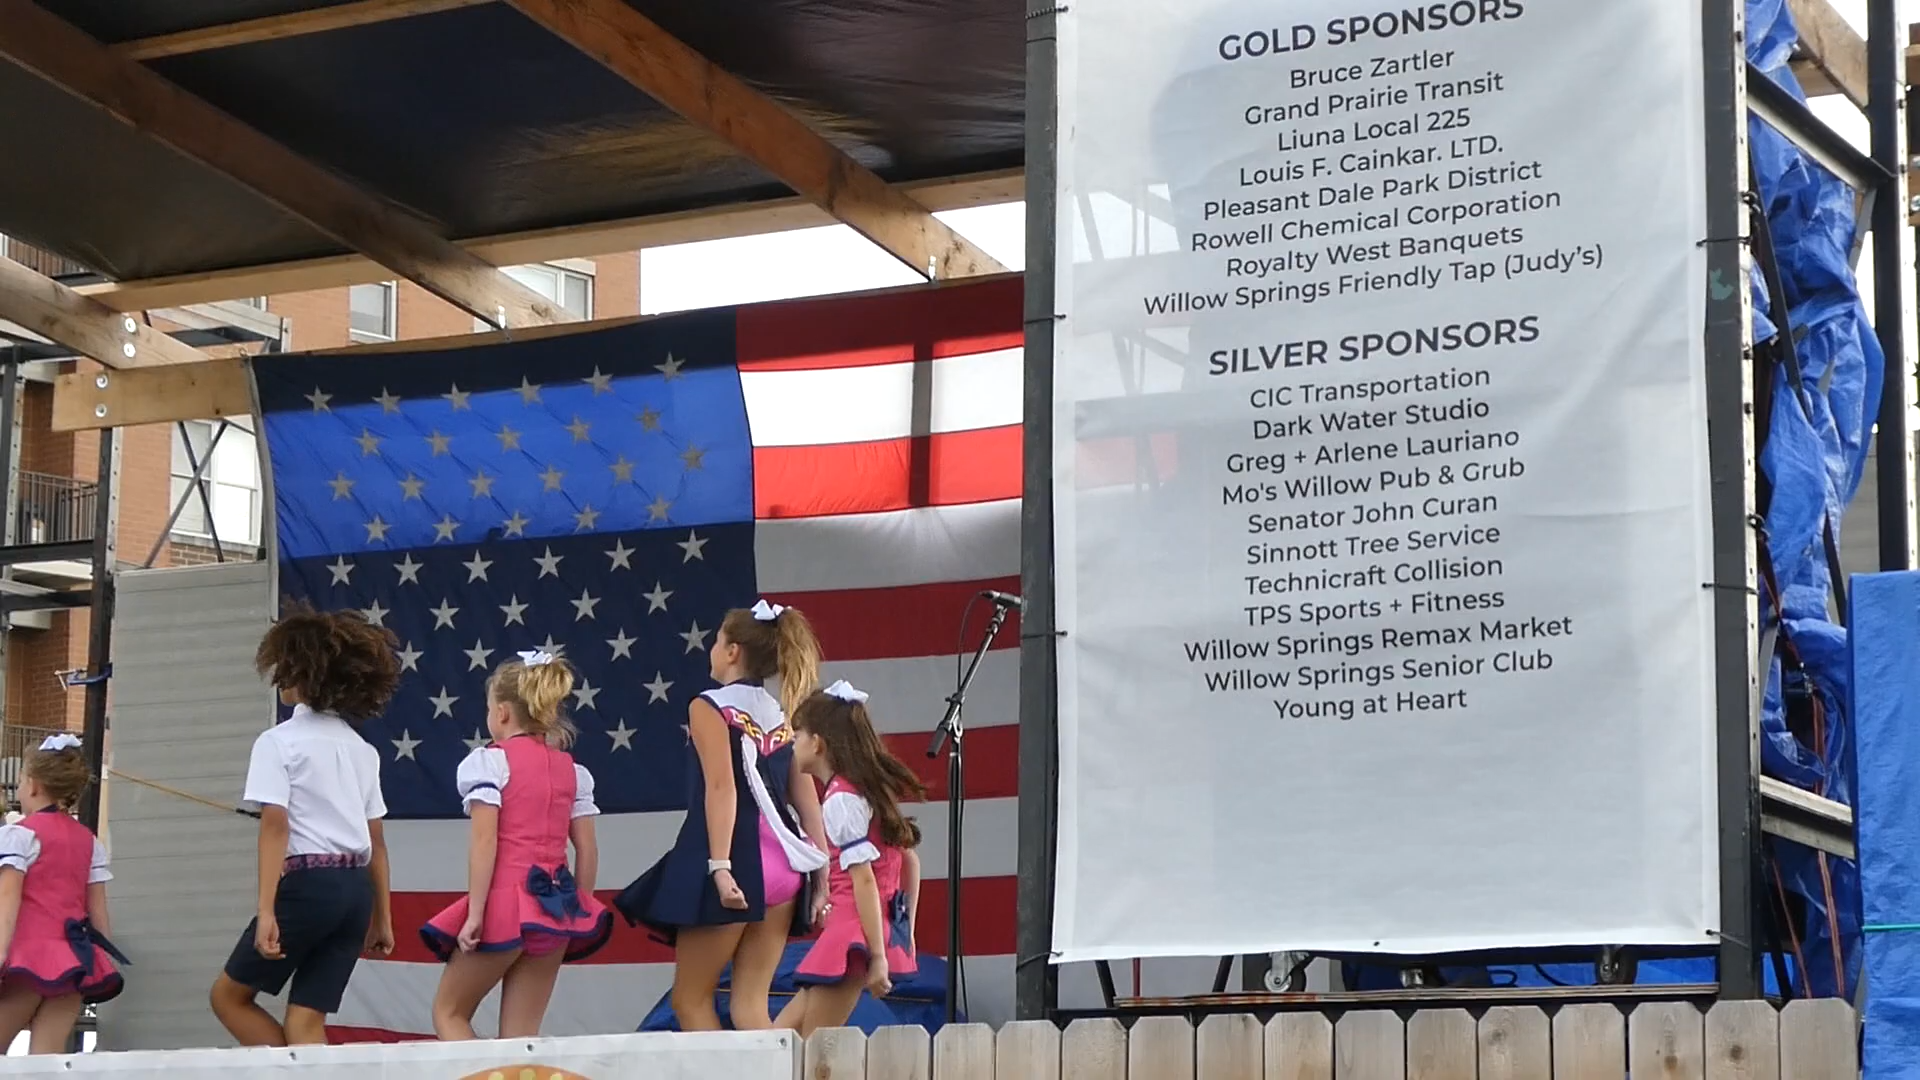 GOLD SPONSORS
Bruce Zartler
Grand Prairie Transit
Liuna Local 225
Louis F. Cainkar. LTD.
Pleasant Dale Park District
Rowell Chemical Corporation
Royalty West Banquets
Willow Springs Friendly Tap (Judy's)
SILVER SPONSORS
CIC Transportation
Dark Water Studio
Greg + Arlene Lauriano
Mo's Willow Pub & Grub
Senator John Curan
Sinnott Tree Service
Technicraft Collision
TPS Sports + Fitness
Willow Springs Remax Market
Willow Springs Senior Club
Young at Heart